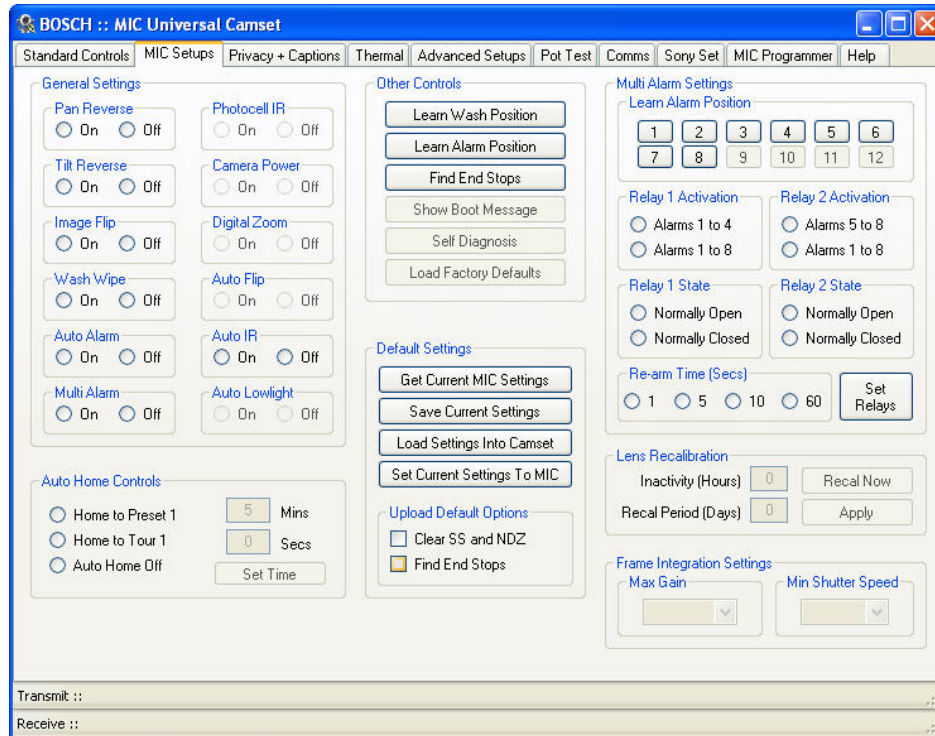 BOSCH :: MIC Universal Camset
Standard Controls MIC Setups Privacy + Captions Thermal Advanced Setups Pot Test Comms Sony Set MIC Programmer Help
General Settings
Pan Reverse
On Off
Photocell IR
On Off
Tilt Reverse
On Off
Camera Power
On Off
Image Flip
On Off
Digital Zoom
On Off
Wash Wipe
On Off
Auto Flip
On Off
Auto Alarm
On Off
Auto IR
On Off
Multi Alarm
On Off
Auto Lowlight
On Off
Auto Home Controls
Home to Preset 1
5 Mins
Home to Tour 1
0 Secs
Auto Home Off
Set Time
Other Controls
Learn Wash Position
Learn Alarm Position
Find End Stops
Show Boot Message
Self Diagnosis
Load Factory Defaults
Default Settings
Get Current MIC Settings
Save Current Settings
Load Settings Into Camset
Set Current Settings To MIC
Upload Default Options
Clear SS and NDZ
Find End Stops
Multi Alarm Settings
Learn Alarm Position
1 2 3 4 5 6
7 8 9 10 11 12
Relay 1 Activation
Alarms 1 to 4
Alarms 1 to 8
Relay 2 Activation
Alarms 5 to 8
Alarms 1 to 8
Relay 1 State
Normally Open
Normally Closed
Relay 2 State
Normally Open
Normally Closed
Re-arm Time (Secs)
1 5 10 60
Set
Relays
Lens Recalibration
Inactivity (Hours) 0 Recal Now
Recal Period (Days) 0 Apply
Frame Integration Settings
Max Gain
Min Shutter Speed
Transmit ::
Receive ::